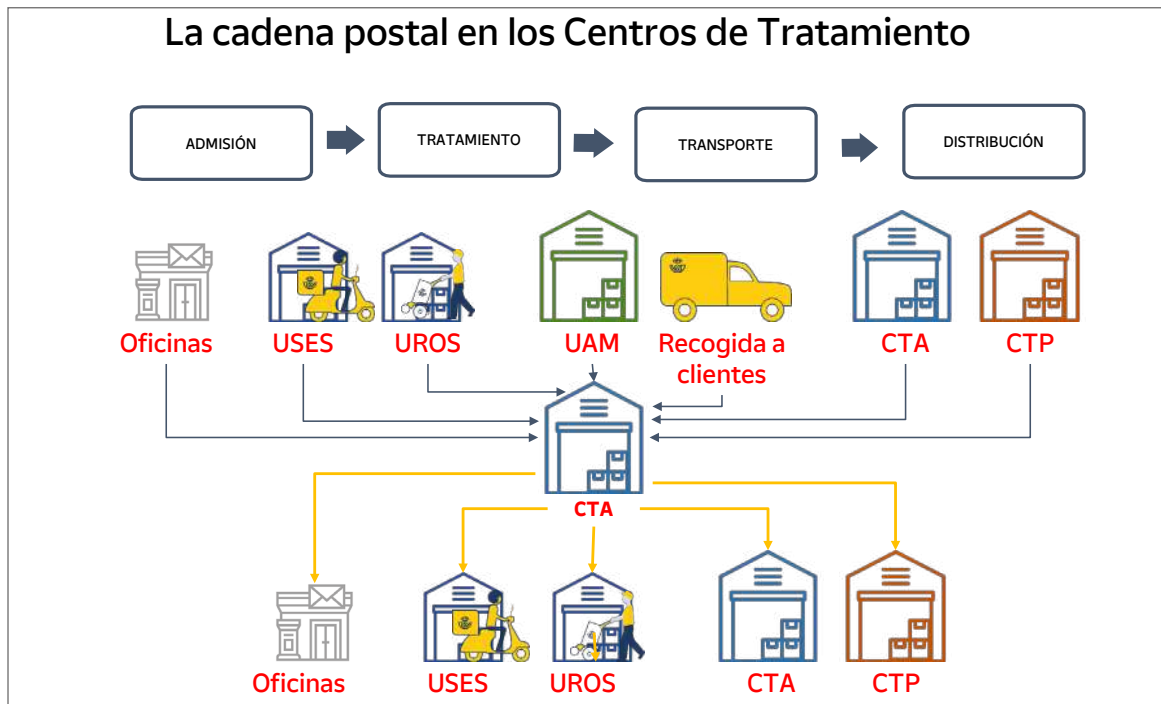 La cadena postal en los Centros de Tratamiento
ADMISIÓN
TRATAMIENTO
TRANSPORTE
DISTRIBUCIÓN
Oficinas
USES
UROS
UAM
Recogida a
clientes
CTA
CTP
CTA
Oficinas
USES
UROS
CTA
CTP